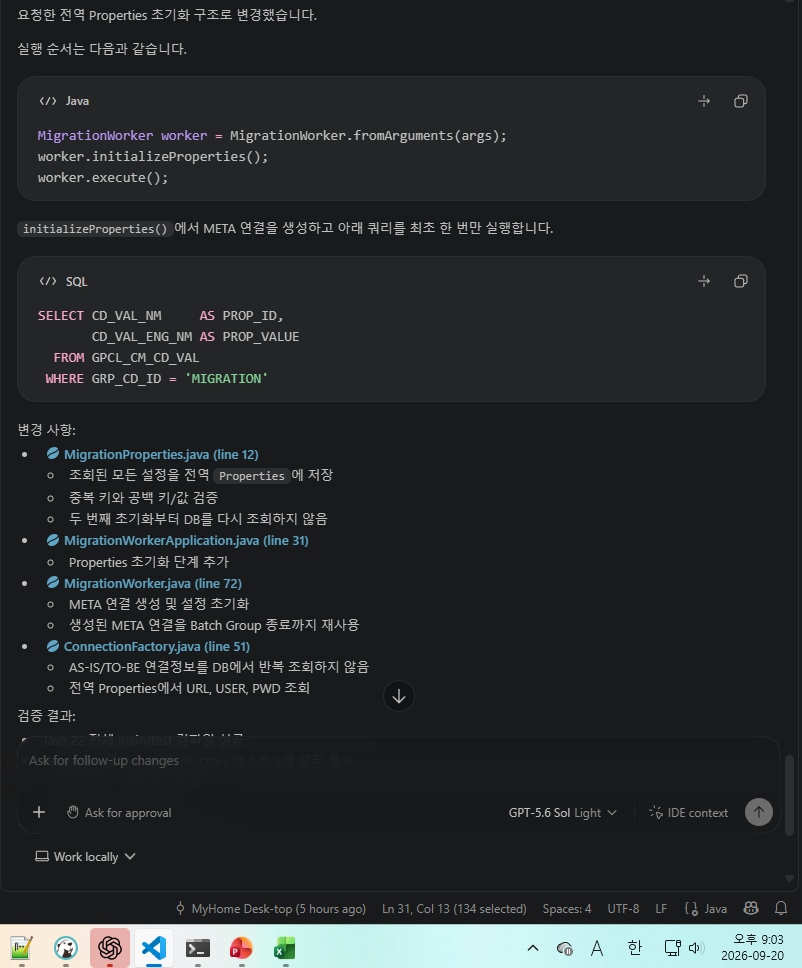 요청한 전역 Properties 초기화 구조로 변경했습니다.
실행 순서는 다음과 같습니다.
</> Java
MigrationWorker worker = MigrationWorker.fromArguments(args);
worker.initializeProperties();
worker.execute();
initializeProperties() 에서 META 연결을 생성하고 아래 쿼리를 최초 한 번만 실행합니다.
</> SQL
SELECT CD_VAL_NM     AS PROP_ID,
       CD_VAL_ENG_NM AS PROP_VALUE
  FROM GPCL_CM_CD_VAL
 WHERE GRP_CD_ID = 'MIGRATION'
변경 사항:
MigrationProperties.java (line 12)
조회된 모든 설정을 전역 Properties 에 저장
중복 키와 공백 키/값 검증
두 번째 초기화부터 DB를 다시 조회하지 않음
MigrationWorkerApplication.java (line 31)
Properties 초기화 단계 추가
MigrationWorker.java (line 72)
META 연결 생성 및 설정 초기화
생성된 META 연결을 Batch Group 종료까지 재사용
ConnectionFactory.java (line 51)
AS-IS/TO-BE 연결정보를 DB에서 반복 조회하지 않음
전역 Properties에서 URL, USER, PWD 조회
검증 결과:
Java 22 전체 main/test 컴파일 성공
Ask for follow-up changes
Ask for approval
GPT-5.6 Sol Light
IDE context
Work locally
MyHome Desk-top (5 hours ago)
Ln 31, Col 13 (134 selected)
Spaces: 4
UTF-8
LF
Java
A
한
오후 9:03
2026-09-20